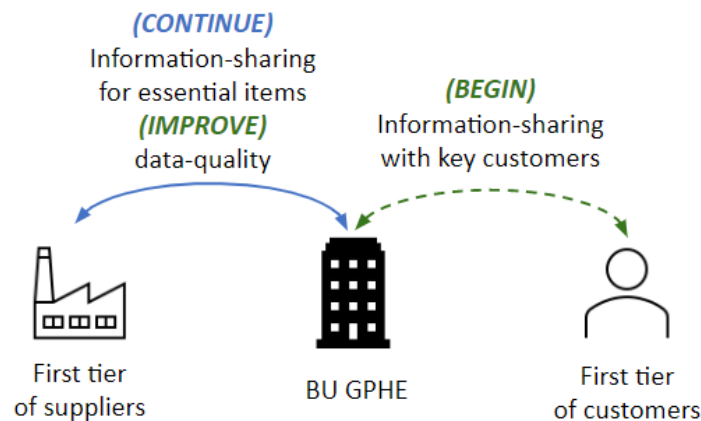 (CONTINUE)
Information-sharing
for essential items
(IMPROVE)
data-quality
(BEGIN)
Information-sharing
with key customers
First tier
of suppliers
BU GPHE
First tier
of customers